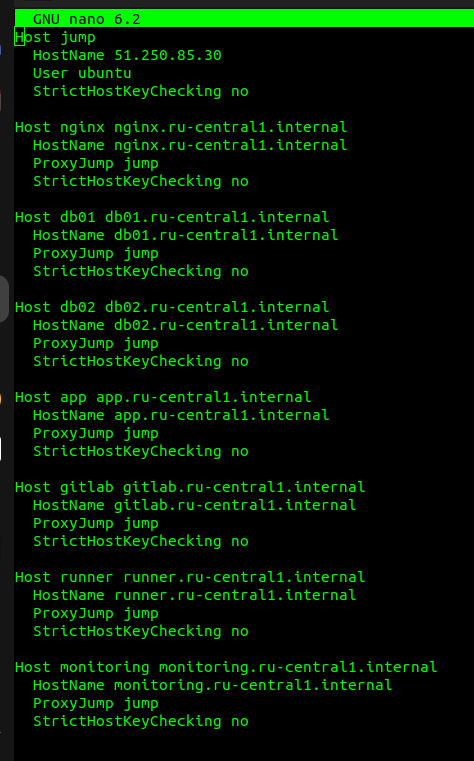 GNU nano 6.2
Host jump
HostName 51.250.85.30
User ubuntu
StrictHostKeyChecking no
Host nginx nginx.ru-central1.internal
HostName nginx.ru-central1.internal
ProxyJump jump
StrictHostKeyChecking no
Host db01 db01.ru-central1.internal
HostName db01.ru-central1.internal
ProxyJump jump
StrictHostKeyChecking no
Host db02 db02.ru-central1.internal
HostName db02.ru-central1.internal
ProxyJump jump
StrictHostKeyChecking no
Host app app.ru-central1.internal
HostName app.ru-central1.internal
ProxyJump jump
StrictHostKeyChecking no
Host gitlab gitlab.ru-central1.internal
HostName gitlab.ru-central1.internal
ProxyJump jump
StrictHostKeyChecking no
Host runner runner.ru-central1.internal
HostName runner.ru-central1.internal
ProxyJump jump
StrictHostKeyChecking no
Host monitoring monitoring.ru-central1.internal
HostName monitoring.ru-central1.internal
ProxyJump jump
StrictHostKeyChecking no